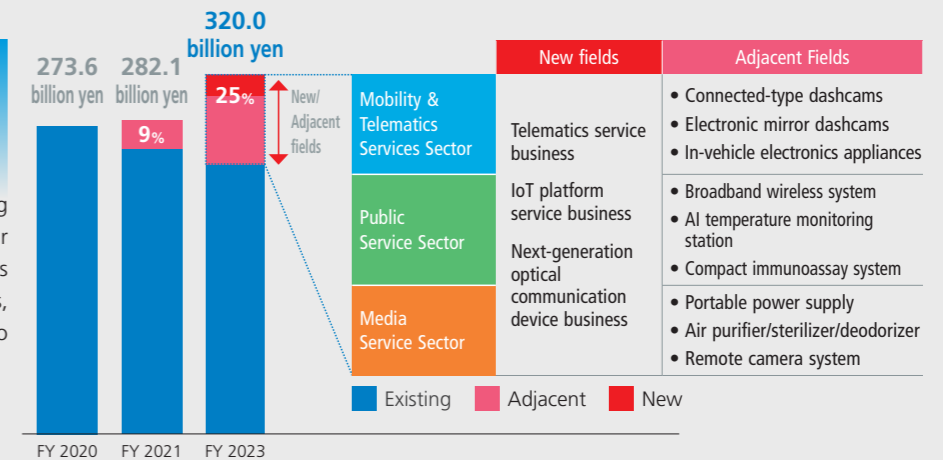 320.0
billion yen
273.6
billion yen
282.1
billion yen
9%
25%
New/
Adjacent
fields
FY 2020
FY 2021
FY 2023
New fields
Adjacent Fields
Mobility &
Telematics
Services Sector
Public
Service Sector
Media
Service Sector
Telematics service
business
IoT platform
service business
Next-generation
optical
communication
device business
• Connected-type dashcams
• Electronic mirror dashcams
• In-vehicle electronics appliances
• Broadband wireless system
• AI temperature monitoring
station
• Compact immunoassay system
• Portable power supply
• Air purifier/sterilizer/deodorizer
• Remote camera system
Existing
Adjacent
New